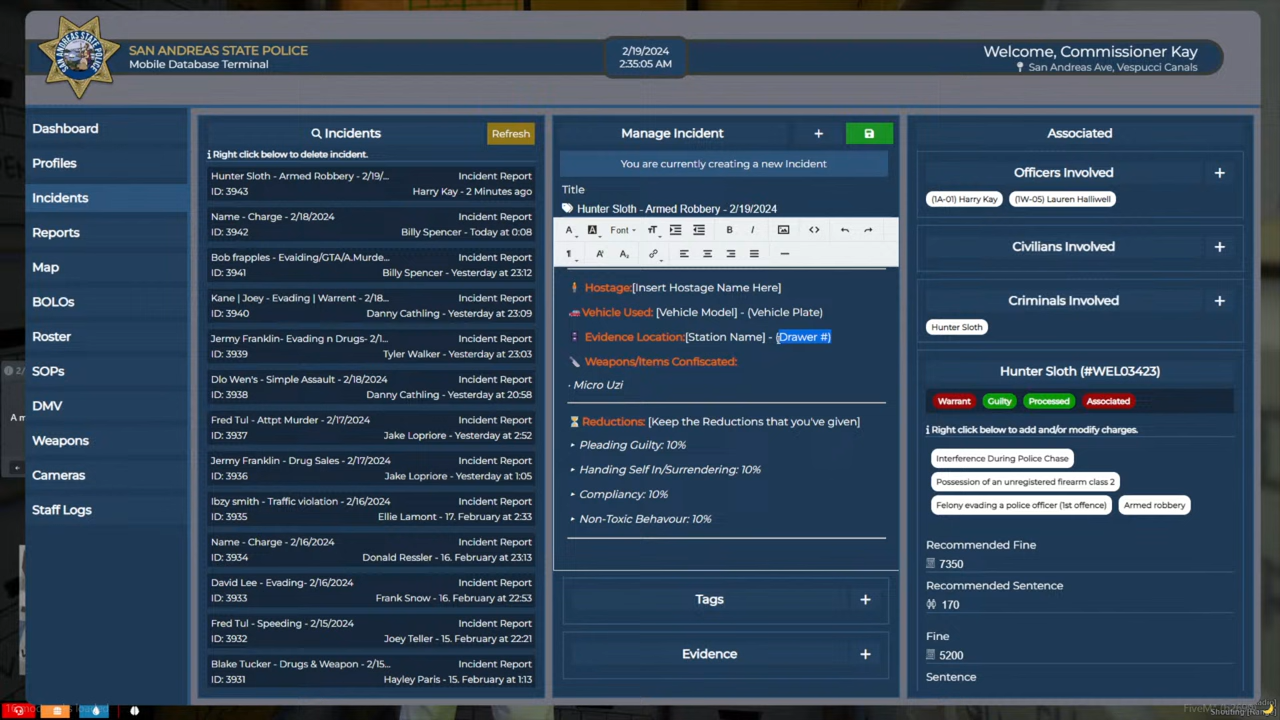 SAN ANDREAS STATE POLICE
Mobile Database Terminal
2/19/2024
2:35:05 AM
Welcome, Commissioner Kay
San Andreas Ave, Vespucci Canals
Dashboard
Profiles
Incidents
Reports
Map
BOLOs
Roster
SOPs
DMV
Weapons
Cameras
Staff Logs
Incidents
Refresh
Right click below to delete incident.
Hunter Sloth - Armed Robbery - 2/19/... Incident Report
ID: 3943 Harry Kay - 2 Minutes ago
Name - Charge - 2/18/2024 Incident Report
ID: 3942 Billy Spencer - Today at 0:08
Bob frapples - Evaiding/GTA/A.Murde... Incident Report
ID: 3941 Billy Spencer - Yesterday at 23:12
Kane | Joey - Evading | Warrent - 2/18... Incident Report
ID: 3940 Danny Cathling - Yesterday at 23:09
Jermy Franklin- Evading n Drugs- 2/1... Incident Report
ID: 3939 Tyler Walker - Yesterday at 23:03
Dlo Wen's - Simple Assault - 2/18/2024 Incident Report
ID: 3938 Danny Cathling - Yesterday at 20:58
Fred Tul - Attpt Murder - 2/17/2024 Incident Report
ID: 3937 Jake Lopriore - Yesterday at 2:52
Jermy Franklin - Drug Sales - 2/17/2024 Incident Report
ID: 3936 Jake Lopriore - Yesterday at 1:05
Ibzy smith - Traffic violation - 2/16/2024 Incident Report
ID: 3935 Ellie Lamont - 17. February at 2:33
Name - Charge - 2/16/2024 Incident Report
ID: 3934 Donald Ressler - 16. February at 23:13
David Lee - Evading- 2/16/2024 Incident Report
ID: 3933 Frank Snow - 16. February at 22:53
Fred Tul - Speeding - 2/15/2024 Incident Report
ID: 3932 Joey Teller - 15. February at 22:21
Blake Tucker - Drugs & Weapon - 2/15... Incident Report
ID: 3931 Hayley Paris - 15. February at 1:13
Manage Incident +
You are currently creating a new Incident
Title
Hunter Sloth - Armed Robbery - 2/19/2024
Font
Hostage:[Insert Hostage Name Here]
Vehicle Used: [Vehicle Model] - (Vehicle Plate)
Evidence Location:[Station Name] - (Drawer #)
Weapons/Items Confiscated:
· Micro Uzi
Reductions: [Keep the Reductions that you've given]
‣ Pleading Guilty: 10%
‣ Handing Self In/Surrendering: 10%
‣ Compliancy: 10%
‣ Non-Toxic Behaviour: 10%
Tags +
Evidence +
Associated
Officers Involved +
(1A-01) Harry Kay (1W-05) Lauren Halliwell
Civilians Involved +
Criminals Involved +
Hunter Sloth
Hunter Sloth (#WEL03423)
Warrant Guilty Processed Associated
Right click below to add and/or modify charges.
Interference During Police Chase
Possession of an unregistered firearm class 2
Felony evading a police officer (1st offence) Armed robbery
Recommended Fine
7350
Recommended Sentence
170
Fine
5200
Sentence